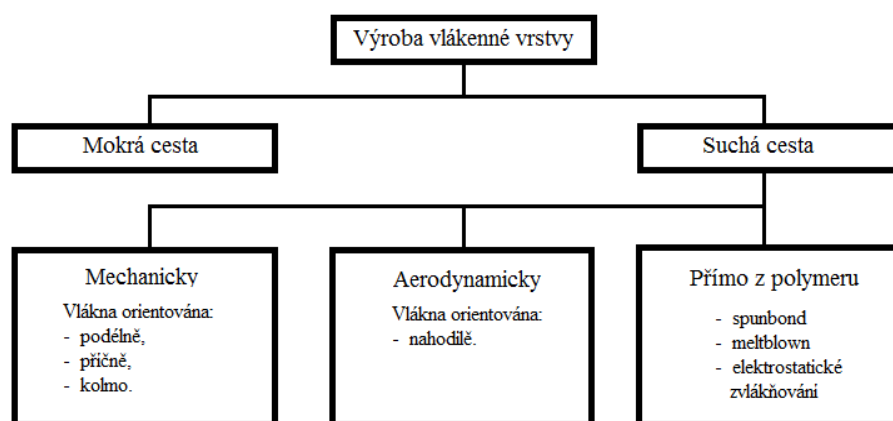 Výroba vlákenné vrstvy
Mokrá cesta
Suchá cesta
Mechanicky
Vlákna orientována:
- podélně,
- příčně,
- kolmo.
Aerodynamicky
Vlákna orientována:
- nahodilě.
Přímo z polymeru
- spunbond
- meltblown
- elektrostatické
zvlákňování